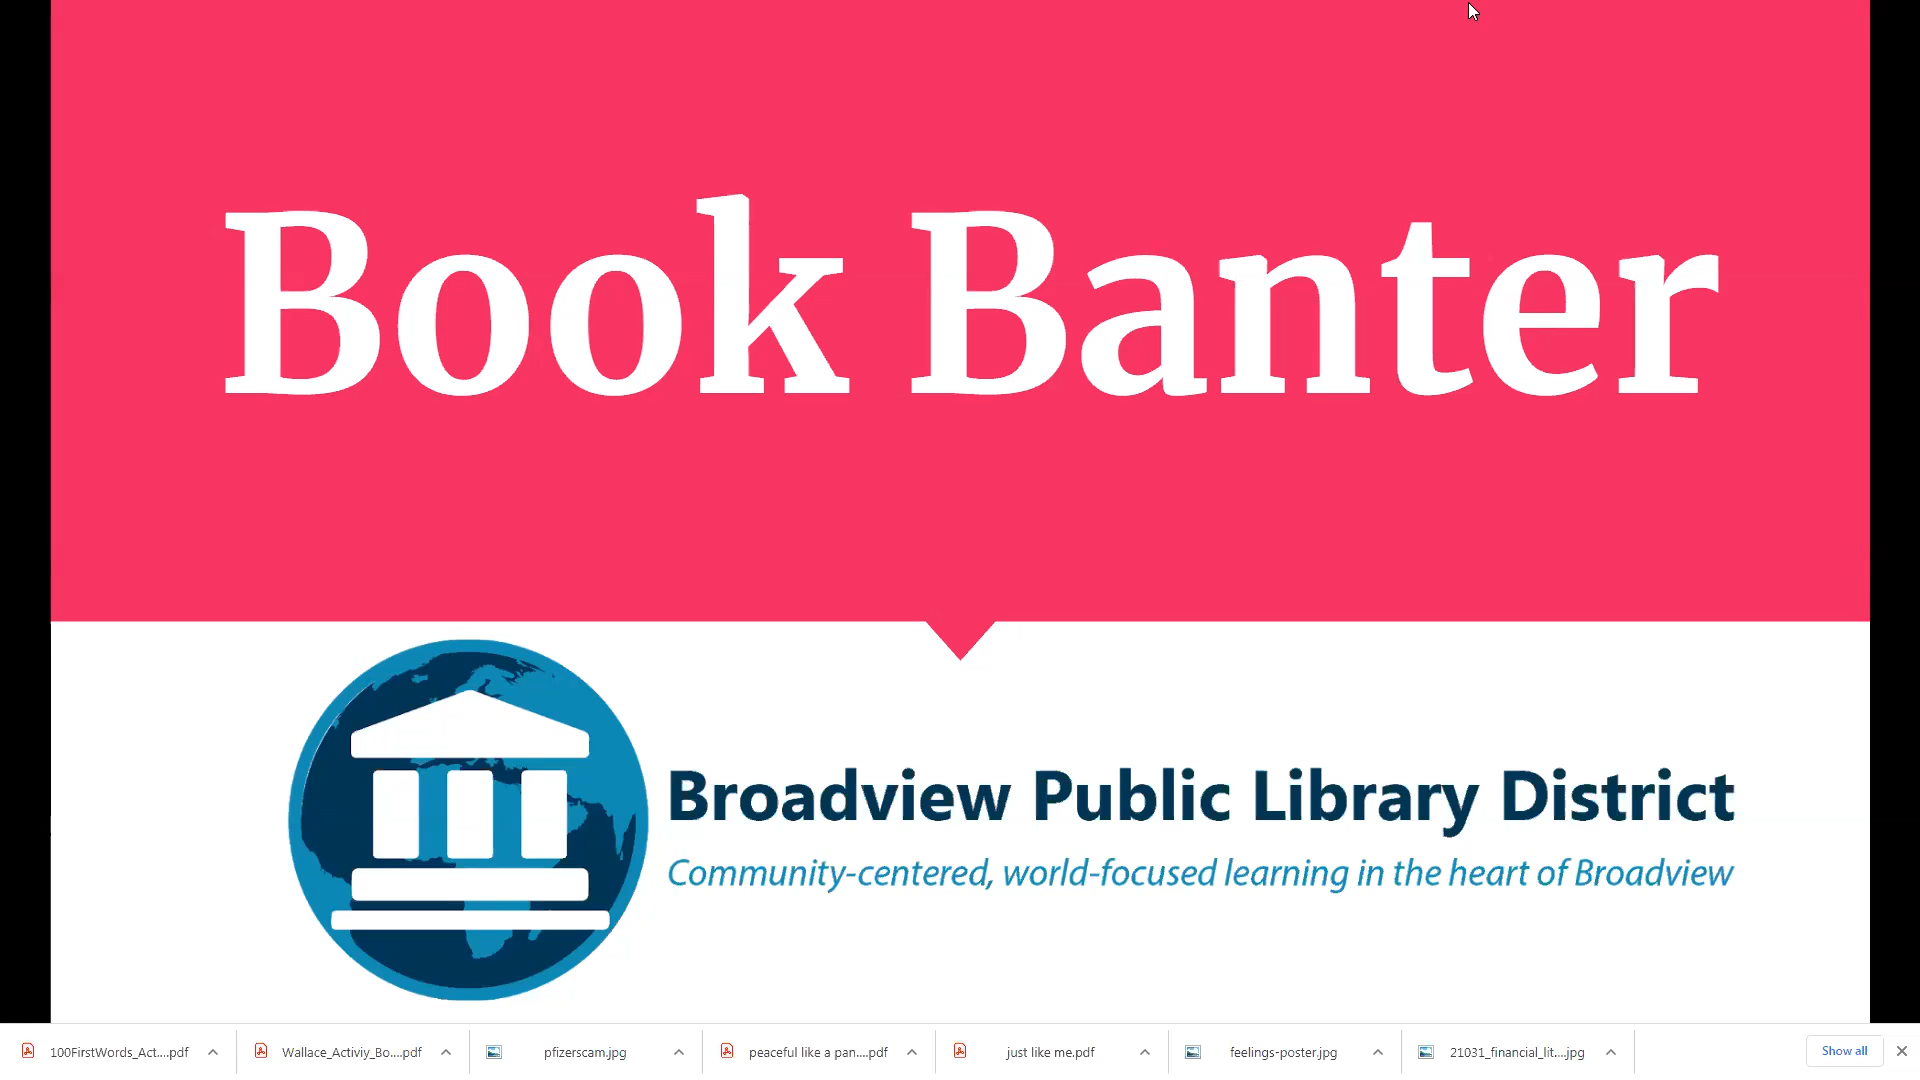 Book Banter
Broadview Public Library District
Community-centered, world-focused learning in the heart of Broadview
100FirstWords_Act....pdf
Wallace_Activiy_Bo....pdf
pfizerscam.jpg
peaceful like a pan....pdf
just like me.pdf
feelings-poster.jpg
21031_financial_lit....jpg
Show all